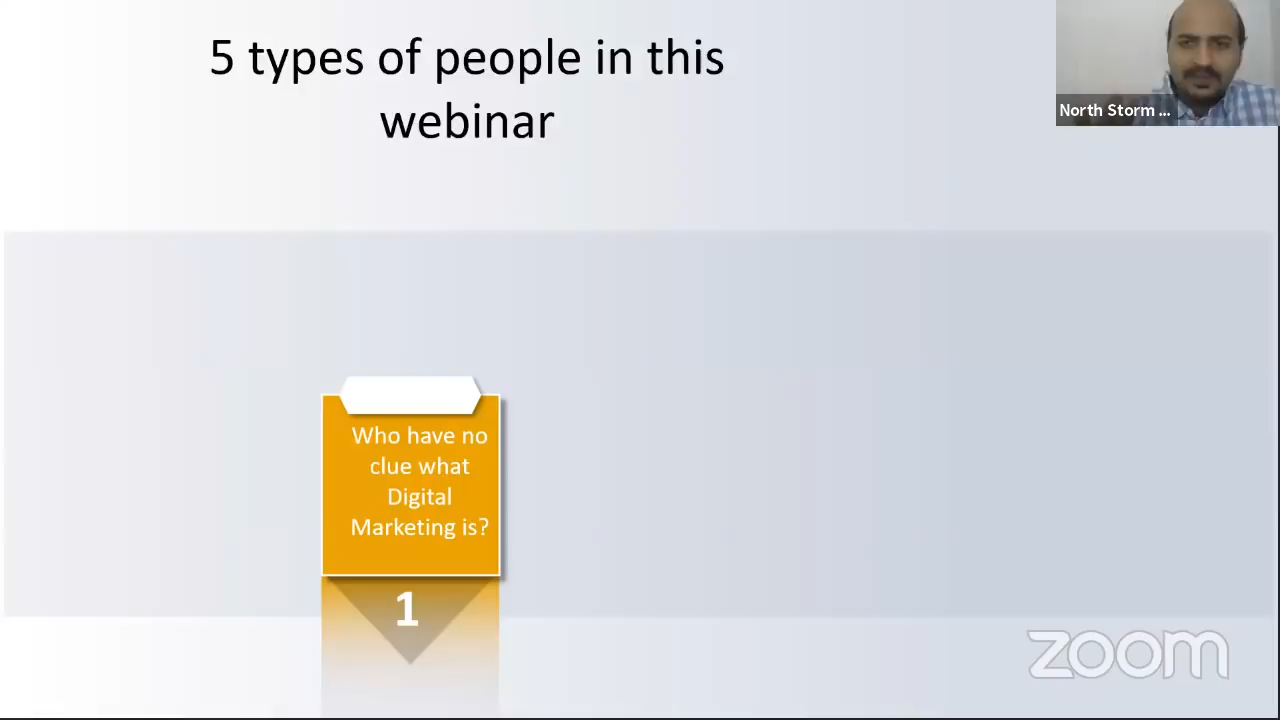 5 types of people in this
webinar
North Storm ...
Who have no
clue what
Digital
Marketing is?
1
zoom